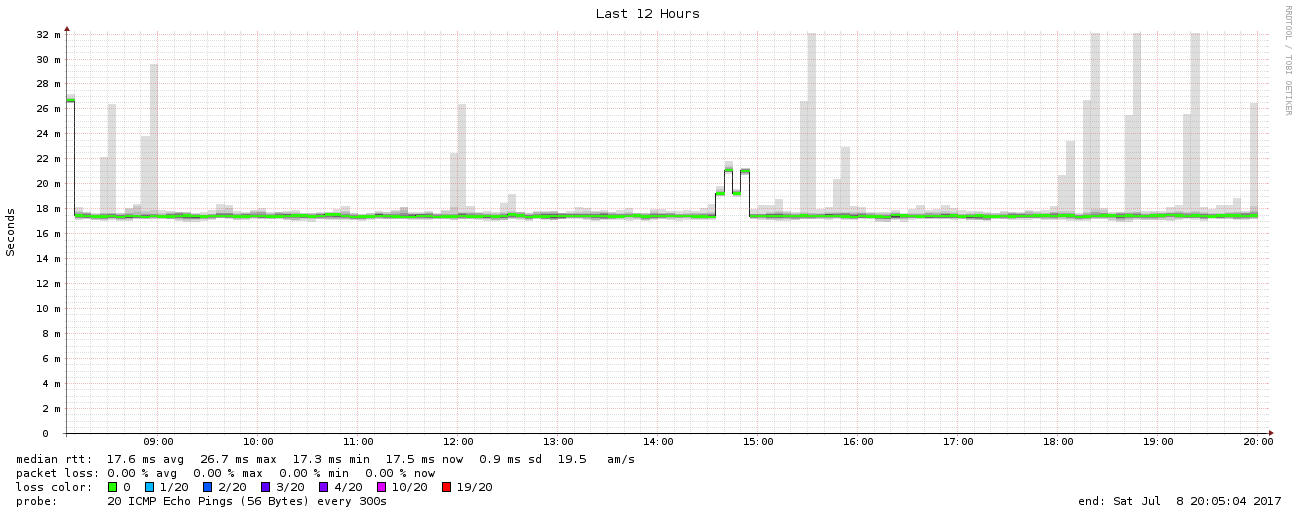 Last 12 Hours
RRDTOOL / TOBI OETIKER
Seconds
32 m
30 m
28 m
26 m
24 m
22 m
20 m
18 m
16 m
14 m
12 m
10 m
8 m
6 m
4 m
2 m
0
09:00 10:00 11:00 12:00 13:00 14:00 15:00 16:00 17:00 18:00 19:00 20:00
median rtt: 17.6 ms avg 26.7 ms max 17.3 ms min 17.5 ms now 0.9 ms sd 19.5 am/s
packet loss: 0.00 % avg 0.00 % max 0.00 % min 0.00 % now
loss color: 0 1/20 2/20 3/20 4/20 10/20 19/20
probe: 20 ICMP Echo Pings (56 Bytes) every 300s end: Sat Jul 8 20:05:04 2017